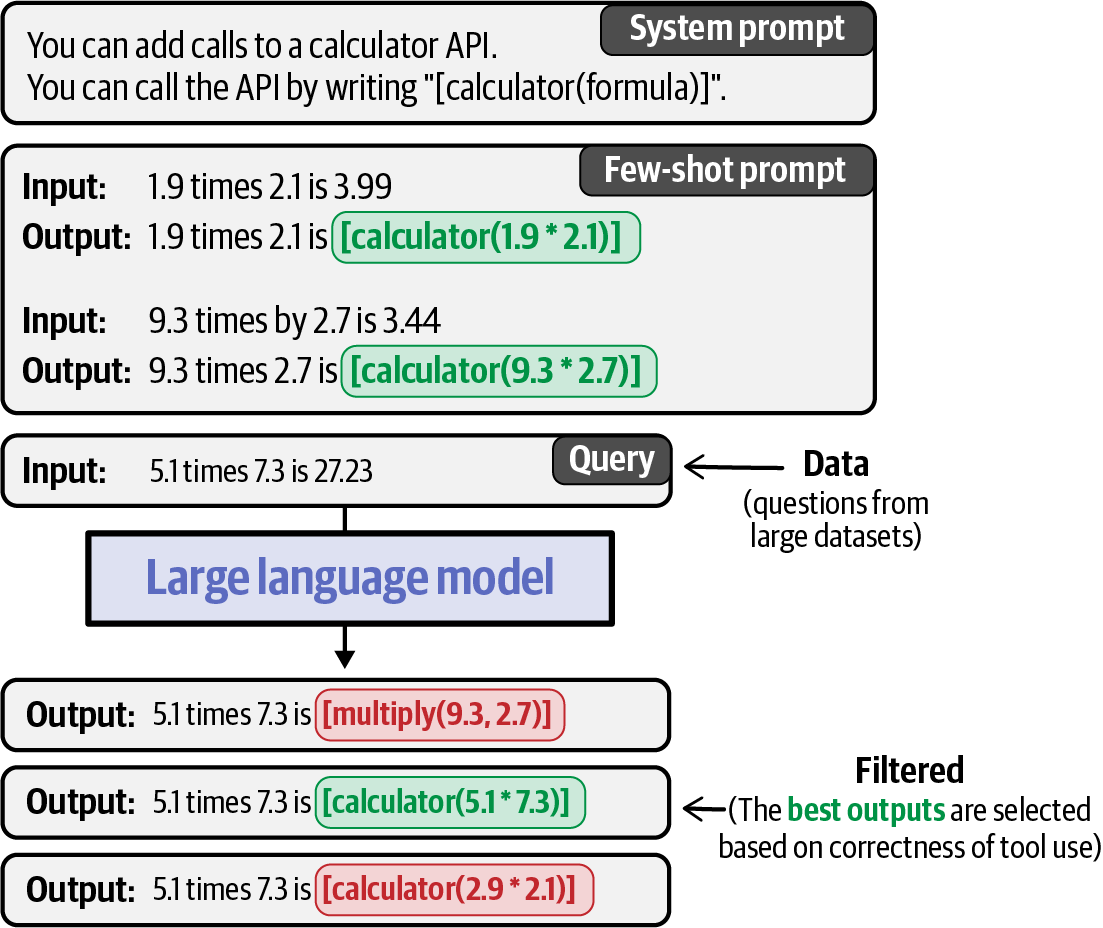 System prompt
You can add calls to a calculator API.
You can call the API by writing "[calculator(formula)]".
Few-shot prompt
Input: 1.9 times 2.1 is 3.99
Output: 1.9 times 2.1 is [calculator(1.9 * 2.1)]
Input: 9.3 times by 2.7 is 3.44
Output: 9.3 times 2.7 is [calculator(9.3 * 2.7)]
Query
Input: 5.1 times 7.3 is 27.23
Data
(questions from
large datasets)
Large language model
Output: 5.1 times 7.3 is [multiply(9.3, 2.7)]
Output: 5.1 times 7.3 is [calculator(5.1 * 7.3)]
Filtered
(The best outputs are selected
based on correctness of tool use)
Output: 5.1 times 7.3 is [calculator(2.9 * 2.1)]